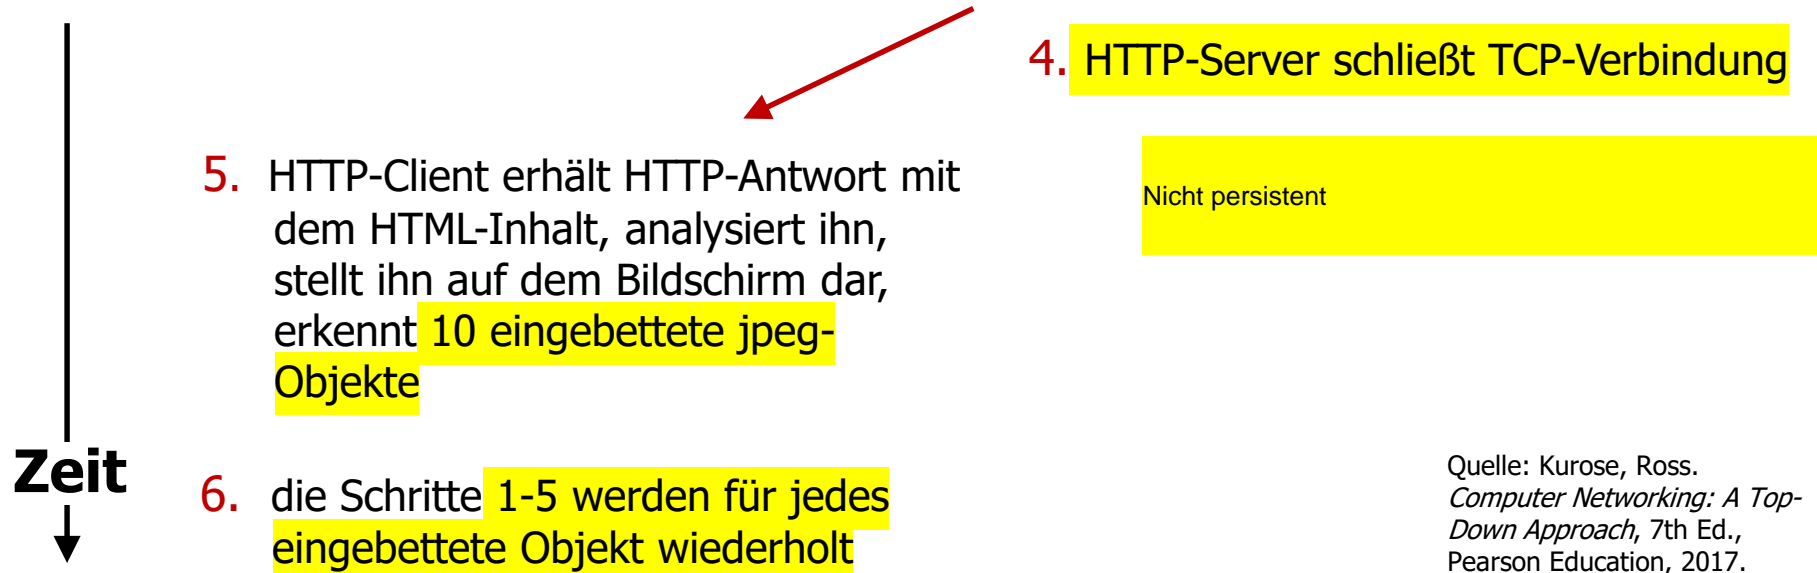 4. HTTP-Server schließt TCP-Verbindung
Nicht persistent
5. HTTP-Client erhält HTTP-Antwort mit
dem HTML-Inhalt, analysiert ihn,
stellt ihn auf dem Bildschirm dar,
erkennt 10 eingebettete jpeg-
Objekte
Zeit
6. die Schritte 1-5 werden für jedes
eingebettete Objekt wiederholt
Quelle: Kurose, Ross.
Computer Networking: A Top-
Down Approach, 7th Ed.,
Pearson Education, 2017.